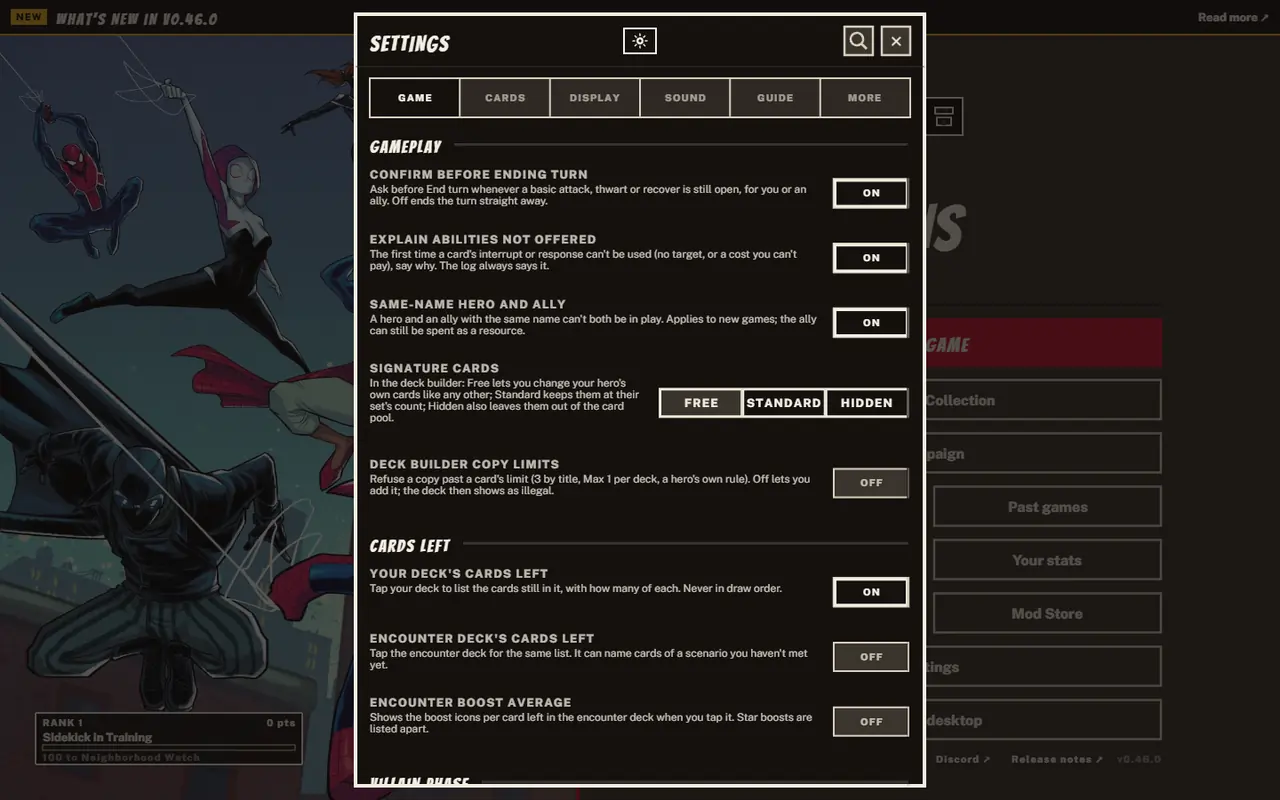 NEW WHAT'S NEW IN V0.46.0
Read more ↗
SETTINGS
GAME CARDS DISPLAY SOUND GUIDE MORE
GAMEPLAY
CONFIRM BEFORE ENDING TURN
Ask before End turn whenever a basic attack, thwart or recover is still open, for you or an
ally. Off ends the turn straight away.
ON
EXPLAIN ABILITIES NOT OFFERED
The first time a card's interrupt or response can't be used (no target, or a cost you can't
pay), say why. The log always says it.
ON
SAME-NAME HERO AND ALLY
A hero and an ally with the same name can't both be in play. Applies to new games; the ally
can still be spent as a resource.
ON
SIGNATURE CARDS
In the deck builder: Free lets you change your hero's
own cards like any other; Standard keeps them at their
set's count; Hidden also leaves them out of the card
pool.
FREE STANDARD HIDDEN
DECK BUILDER COPY LIMITS
Refuse a copy past a card's limit (3 by title, Max 1 per deck, a hero's own rule). Off lets you
add it; the deck then shows as illegal.
OFF
CARDS LEFT
YOUR DECK'S CARDS LEFT
Tap your deck to list the cards still in it, with how many of each. Never in draw order.
ON
ENCOUNTER DECK'S CARDS LEFT
Tap the encounter deck for the same list. It can name cards of a scenario you haven't met
yet.
OFF
ENCOUNTER BOOST AVERAGE
Shows the boost icons per card left in the encounter deck when you tap it. Star boosts are
listed apart.
OFF
VILLAIN PHASE
NS
GAME
Collection
paign
Past games
Your stats
Mod Store
tings
desktop
Discord ↗ Release notes ↗ v0.46.0
RANK 1 0 pts
Sidekick in Training
100 to Neighborhood Watch